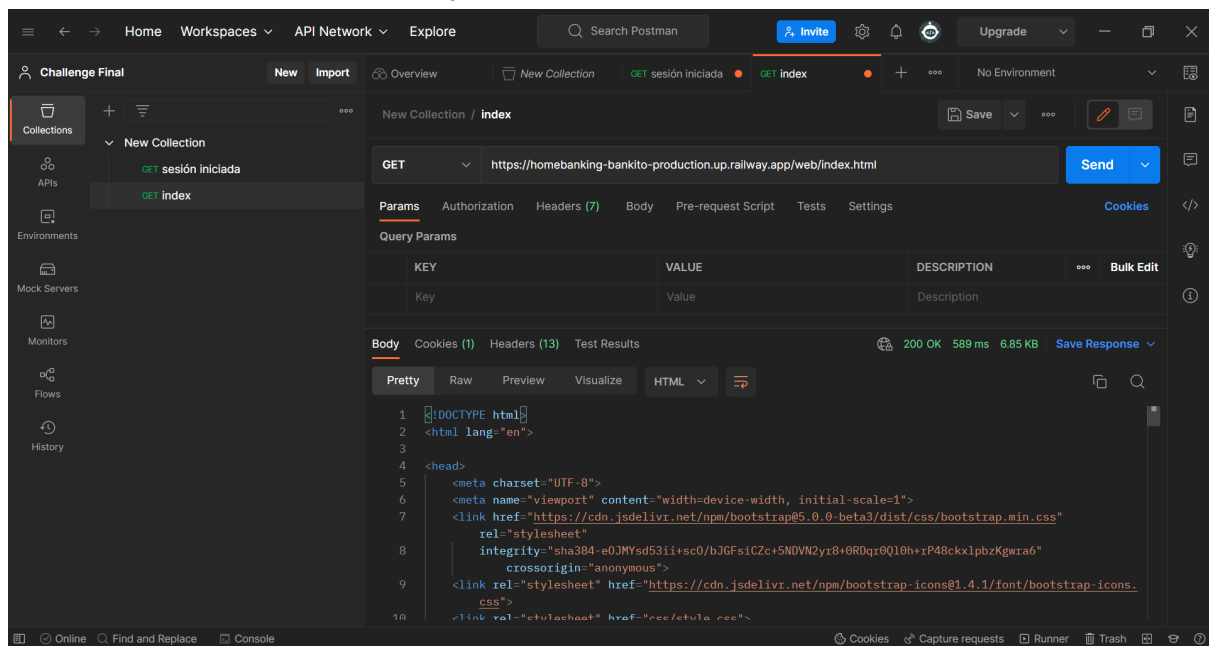 Home Workspaces API Network Explore Search Postman Invite Upgrade
Challenge Final New Import Overview New Collection GET sesión iniciada GET index No Environment
Collections
APIs
Environments
Mock Servers
Monitors
Flows
History
New Collection
GET sesión iniciada
GET index
New Collection / index Save
GET https://homebanking-bankito-production.up.railway.app/web/index.html Send
Params Authorization Headers (7) Body Pre-request Script Tests Settings Cookies
Query Params
KEY VALUE DESCRIPTION Bulk Edit
Key Value Description
Body Cookies (1) Headers (13) Test Results 200 OK 589 ms 6.85 KB Save Response
Pretty Raw Preview Visualize HTML
1 <!DOCTYPE html>
2 <html lang="en">
3
4 <head>
5 <meta charset="UTF-8">
6 <meta name="viewport" content="width=device-width, initial-scale=1">
7 <link href="https://cdn.jsdelivr.net/npm/bootstrap@5.0.0-beta3/dist/css/bootstrap.min.css"
rel="stylesheet"
8 integrity="sha384-eOJMYsd53ii+scO/bJGFsiCZc+5NDVN2yr8+0RDqr0Ql0h+rP48ckxlpbzKgwra6"
crossorigin="anonymous">
9 <link rel="stylesheet" href="https://cdn.jsdelivr.net/npm/bootstrap-icons@1.4.1/font/bootstrap-icons.
css">
10 <link rel="stylesheet" href="css/style.css">
Online Find and Replace Console Cookies Capture requests Runner Trash